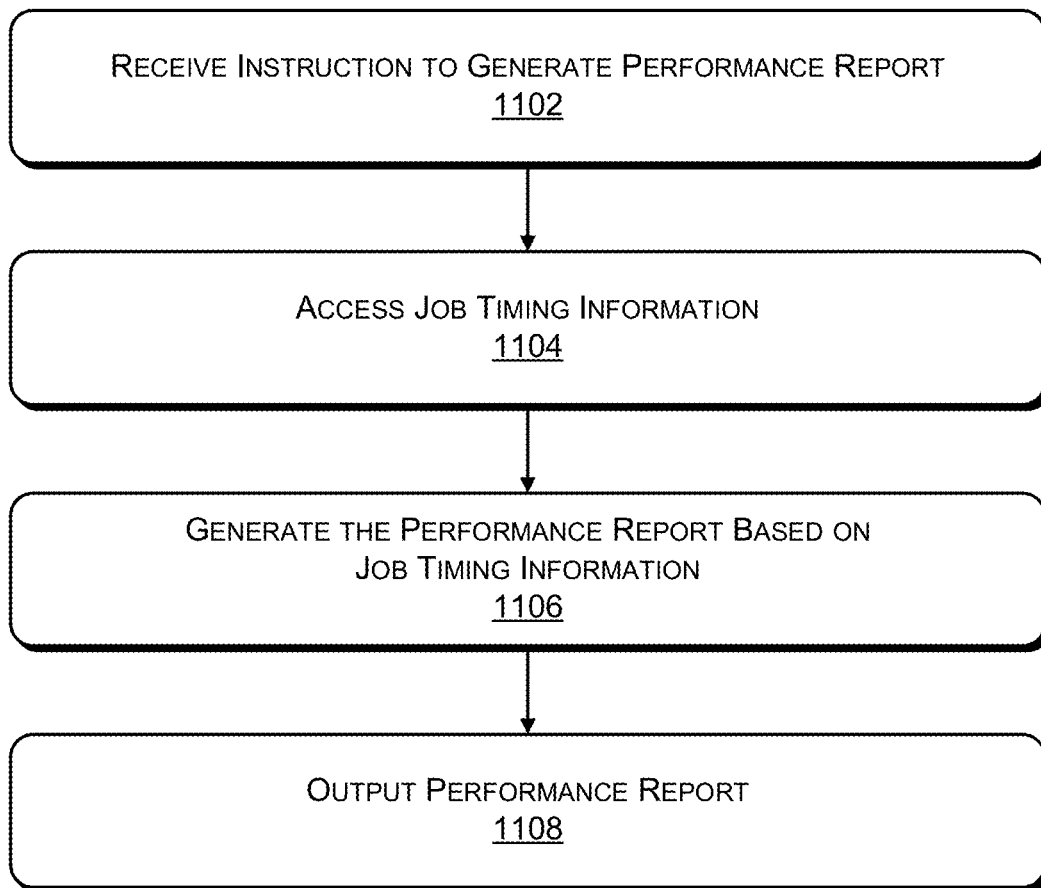 RECEIVE INSTRUCTION TO GENERATE PERFORMANCE REPORT
1102
ACCESS JOB TIMING INFORMATION
1104
GENERATE THE PERFORMANCE REPORT BASED ON
JOB TIMING INFORMATION
1106
OUTPUT PERFORMANCE REPORT
1108